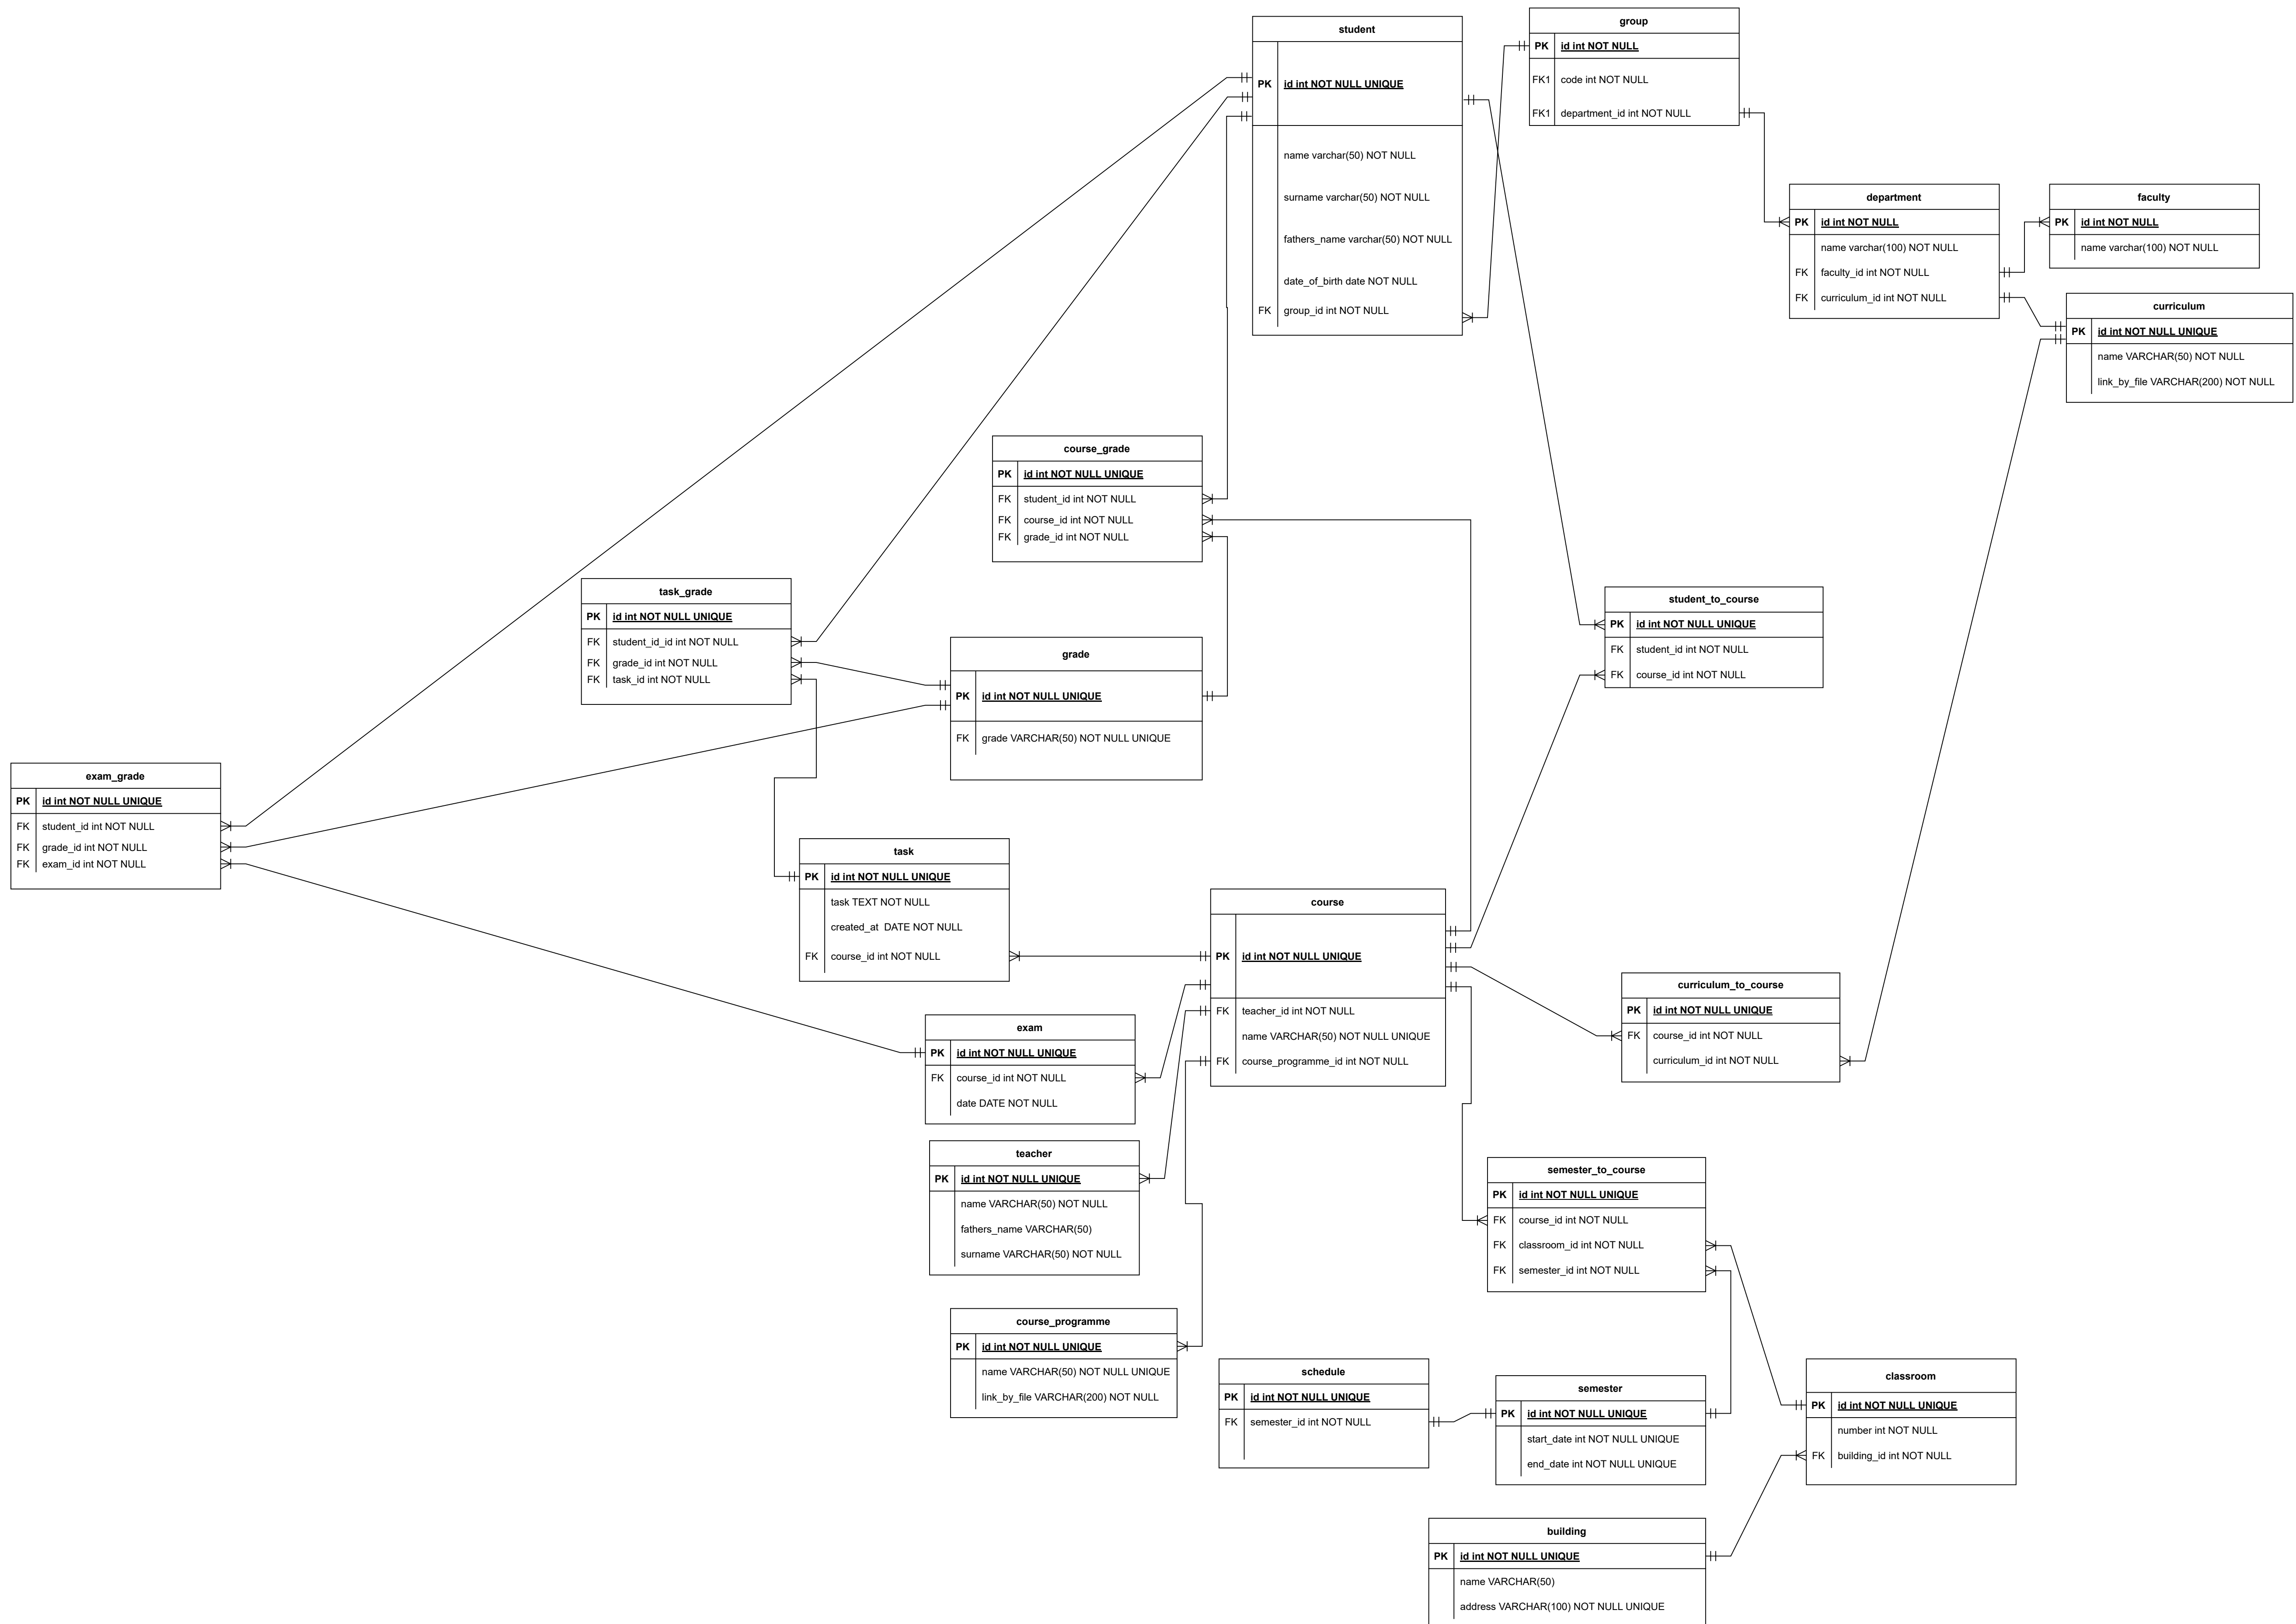 student
PK id int NOT NULL UNIQUE
name varchar(50) NOT NULL
surname varchar(50) NOT NULL
fathers_name varchar(50) NOT NULL
date_of_birth date NOT NULL
FK group_id int NOT NULL
group
PK id int NOT NULL
FK1 code int NOT NULL
FK1 department_id int NOT NULL
department
PK id int NOT NULL
name varchar(100) NOT NULL
FK faculty_id int NOT NULL
FK curriculum_id int NOT NULL
faculty
PK id int NOT NULL
name varchar(100) NOT NULL
curriculum
PK id int NOT NULL UNIQUE
name VARCHAR(50) NOT NULL
link_by_file VARCHAR(200) NOT NULL
course_grade
PK id int NOT NULL UNIQUE
FK student_id int NOT NULL
FK course_id int NOT NULL
FK grade_id int NOT NULL
task_grade
PK id int NOT NULL UNIQUE
FK student_id_id int NOT NULL
FK grade_id int NOT NULL
FK task_id int NOT NULL
student_to_course
PK id int NOT NULL UNIQUE
FK student_id int NOT NULL
FK course_id int NOT NULL
grade
PK id int NOT NULL UNIQUE
FK grade VARCHAR(50) NOT NULL UNIQUE
exam_grade
PK id int NOT NULL UNIQUE
FK student_id int NOT NULL
FK grade_id int NOT NULL
FK exam_id int NOT NULL
task
PK id int NOT NULL UNIQUE
task TEXT NOT NULL
created_at DATE NOT NULL
FK course_id int NOT NULL
course
PK id int NOT NULL UNIQUE
FK teacher_id int NOT NULL
name VARCHAR(50) NOT NULL UNIQUE
FK course_programme_id int NOT NULL
curriculum_to_course
PK id int NOT NULL UNIQUE
FK course_id int NOT NULL
curriculum_id int NOT NULL
exam
PK id int NOT NULL UNIQUE
FK course_id int NOT NULL
date DATE NOT NULL
teacher
PK id int NOT NULL UNIQUE
name VARCHAR(50) NOT NULL
fathers_name VARCHAR(50)
surname VARCHAR(50) NOT NULL
semester_to_course
PK id int NOT NULL UNIQUE
FK course_id int NOT NULL
FK classroom_id int NOT NULL
FK semester_id int NOT NULL
course_programme
PK id int NOT NULL UNIQUE
name VARCHAR(50) NOT NULL UNIQUE
link_by_file VARCHAR(200) NOT NULL
schedule
PK id int NOT NULL UNIQUE
FK semester_id int NOT NULL
semester
PK id int NOT NULL UNIQUE
start_date int NOT NULL UNIQUE
end_date int NOT NULL UNIQUE
classroom
PK id int NOT NULL UNIQUE
number int NOT NULL
FK building_id int NOT NULL
building
PK id int NOT NULL UNIQUE
name VARCHAR(50)
address VARCHAR(100) NOT NULL UNIQUE